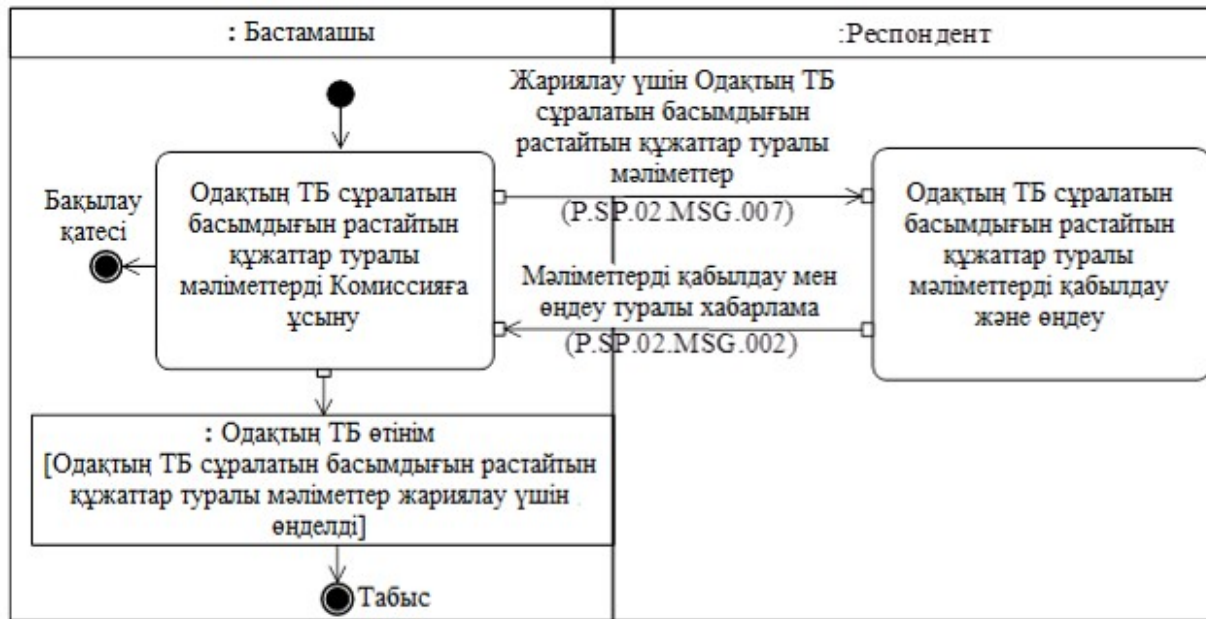 : Бастамашы
:Респондент
Жариялау үшін Одақтың ТБ
сұралатын басымдығын
растайтын құжаттар туралы
мәліметтер
(P.SP.02.MSG.007)
Бақылау
қатесі
Одақтың ТБ сұралатын
басымдығын растайтын
құжаттар туралы
мәліметтерді Комиссияға
ұсыну
Одақтың ТБ сұралатын
басымдығын растайтын
құжаттар туралы
мәліметтерді қабылдау
және өңдеу
Мәліметтерді қабылдау мен
өңдеу туралы хабарлама
(P.SP.02.MSG.002)
: Одақтың ТБ өтінім
[Одақтың ТБ сұралатын басымдығын растайтын
құжаттар туралы мәліметтер жариялау үшін
өңделді]
Табыс